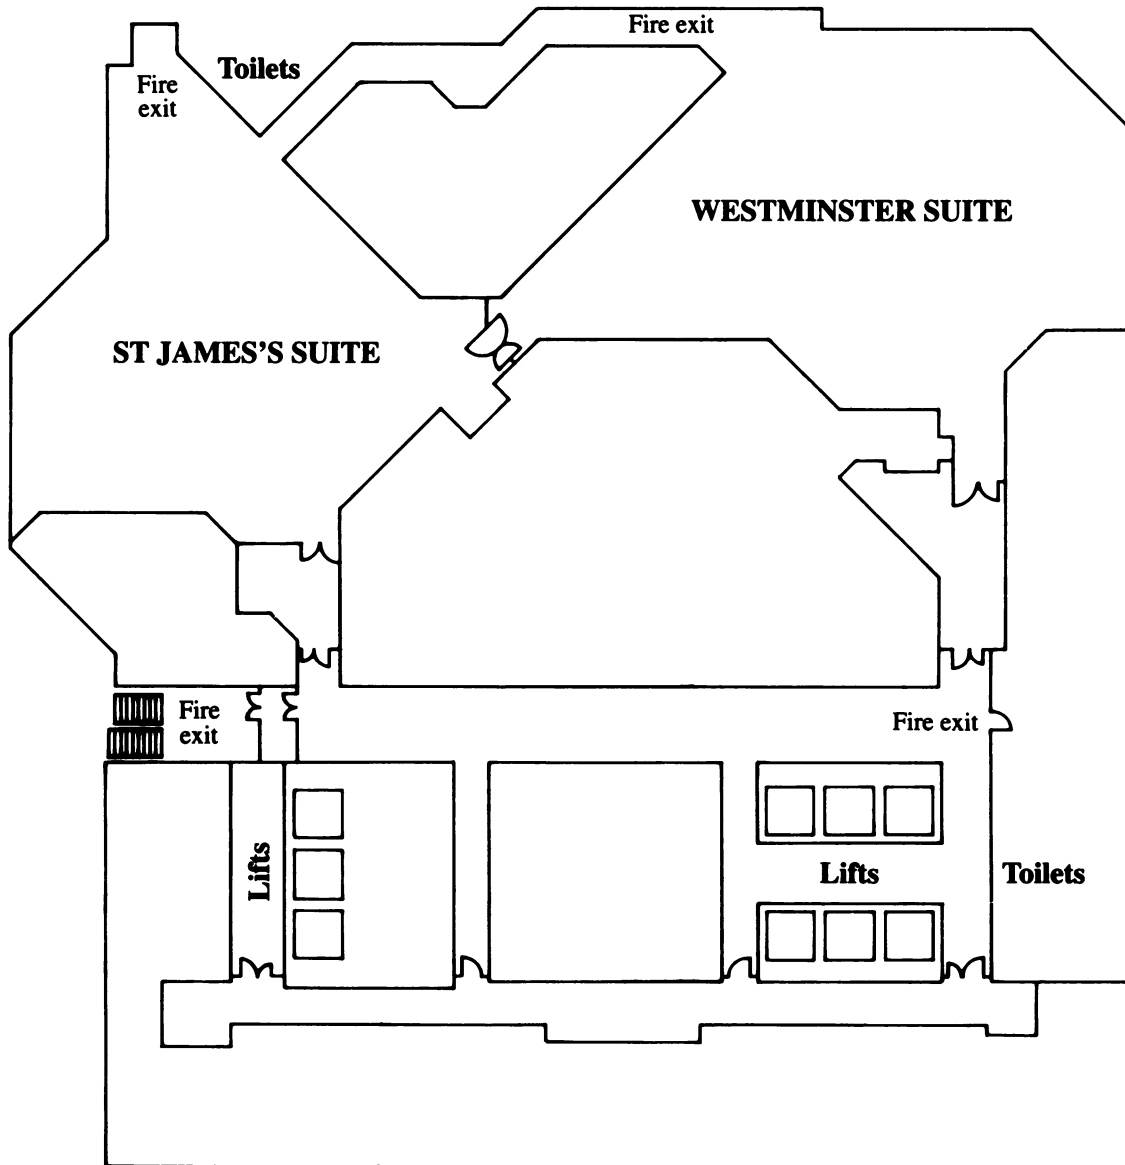 Fire exit
Toilets
Fire
exit
WESTMINSTER SUITE
ST JAMES'S SUITE
Fire
exit
Fire exit
Lifts
Lifts
Toilets